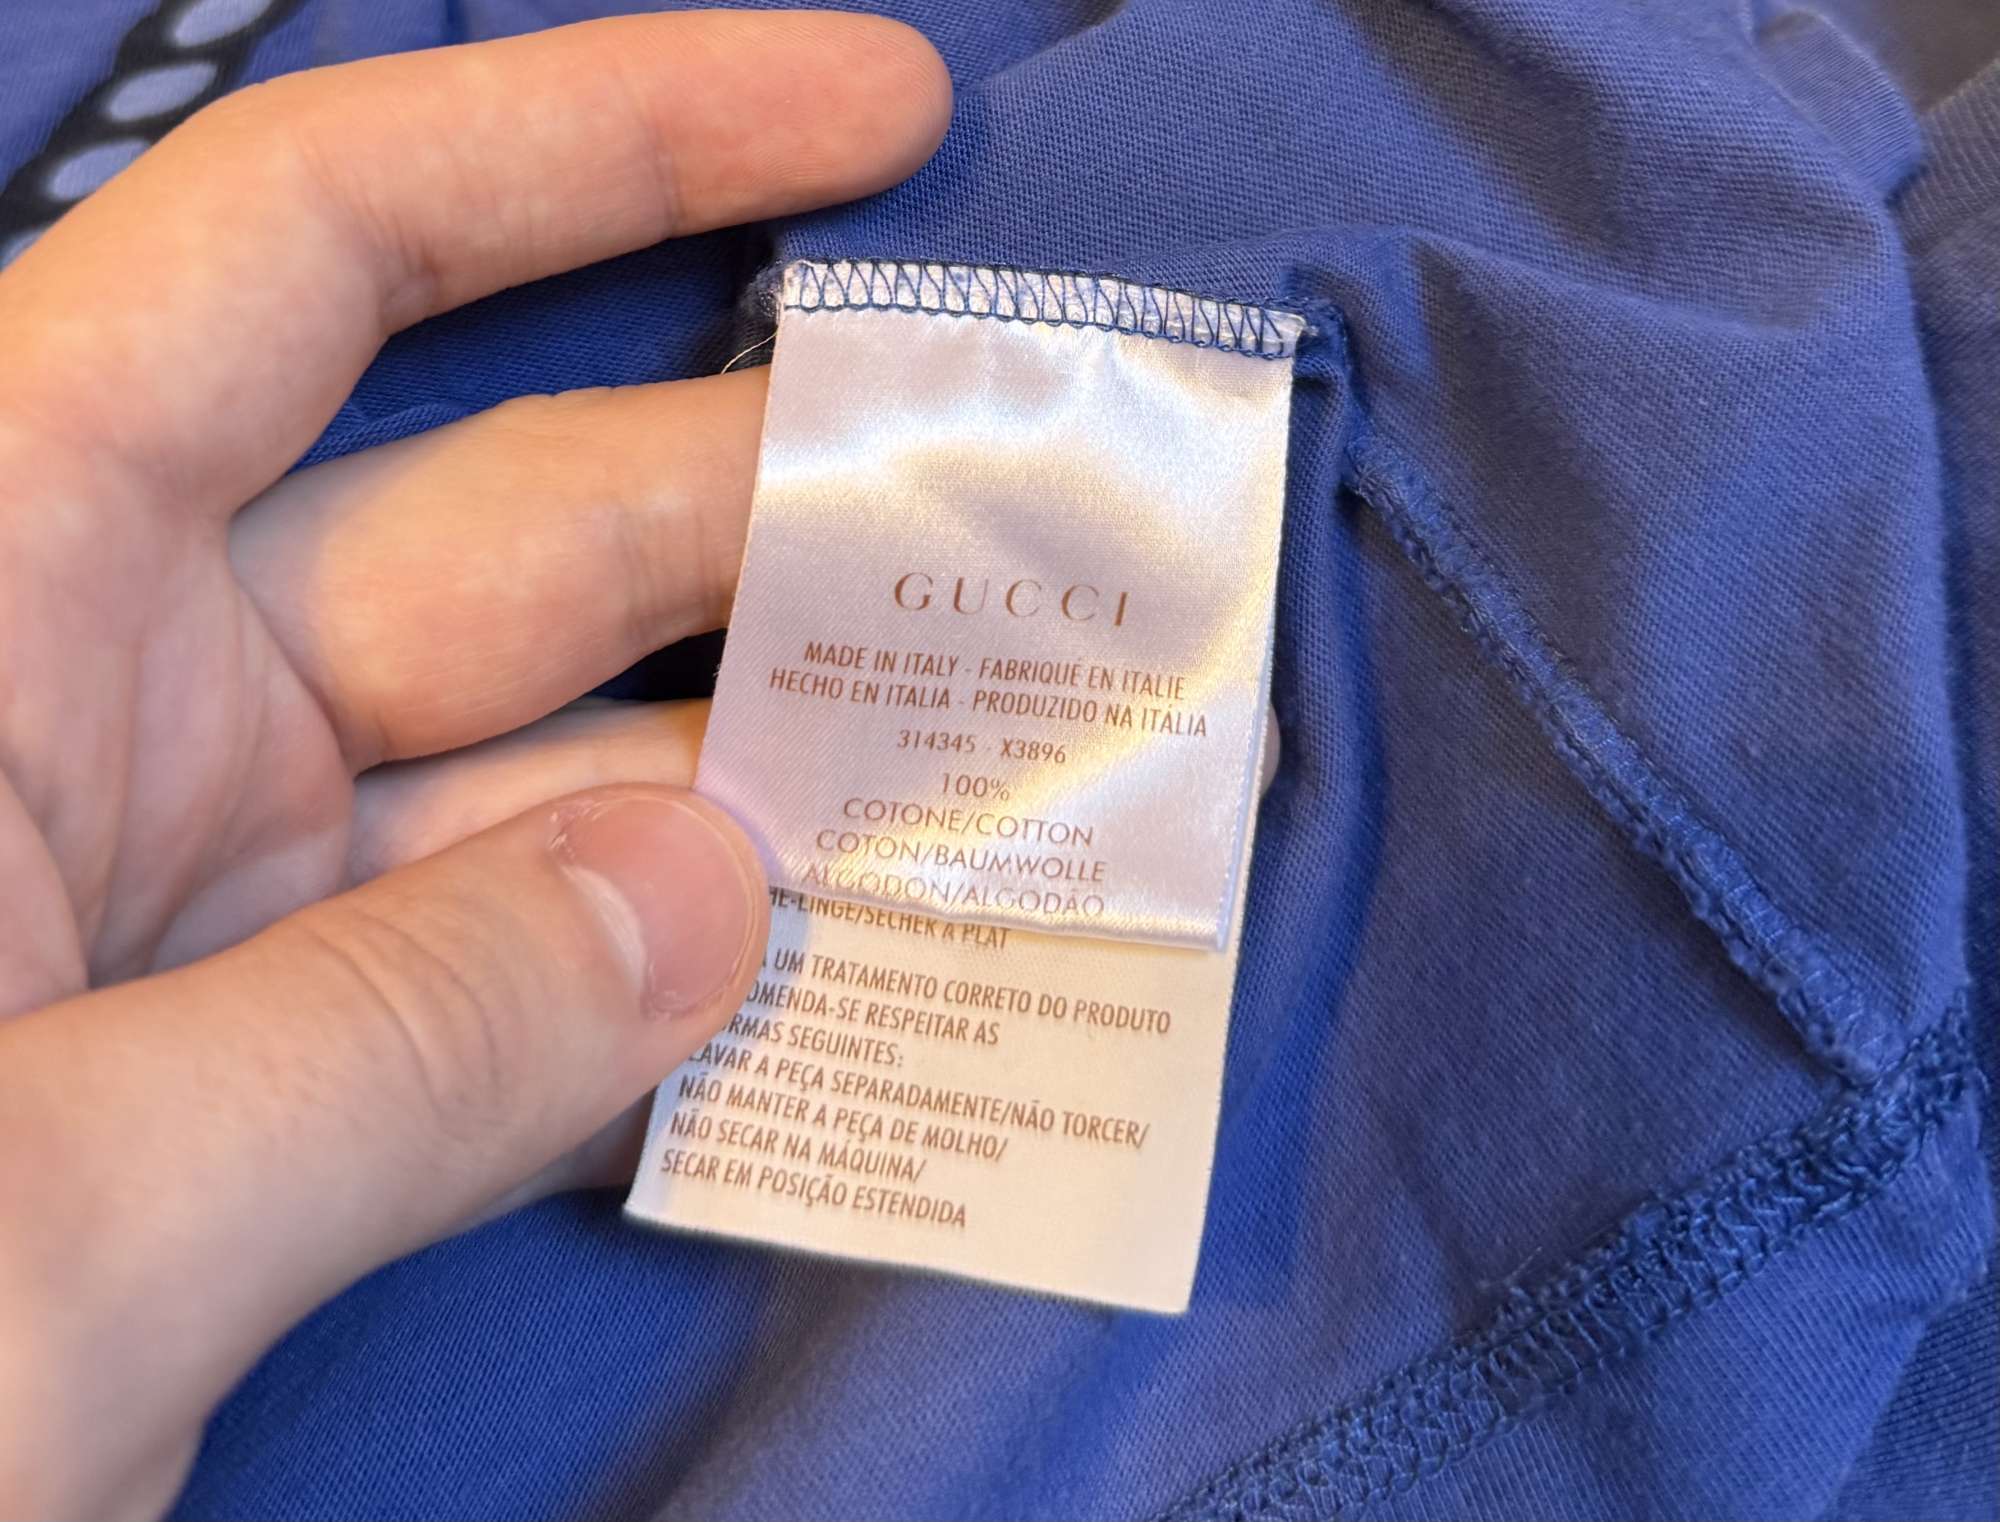 GUCCI
MADE IN ITALY - FABRIQUÉ EN ITALIE
HECHO EN ITALIA - PRODUZIDO NA ITÁLIA
314345 - X3896
100%
COTONE/COTTON
COTON/BAUMWOLLE
ALGODON/ALGODÃO
HE-LINGE/SÉCHER À PLAT
UM TRATAMENTO CORRETO DO PRODUTO
OMENDA-SE RESPEITAR AS
RMAS SEGUINTES:
LAVAR A PEÇA SEPARADAMENTE/NÃO TORCER/
NÃO MANTER A PEÇA DE MOLHO/
NÃO SECAR NA MÁQUINA/
SECAR EM POSIÇÃO ESTENDIDA